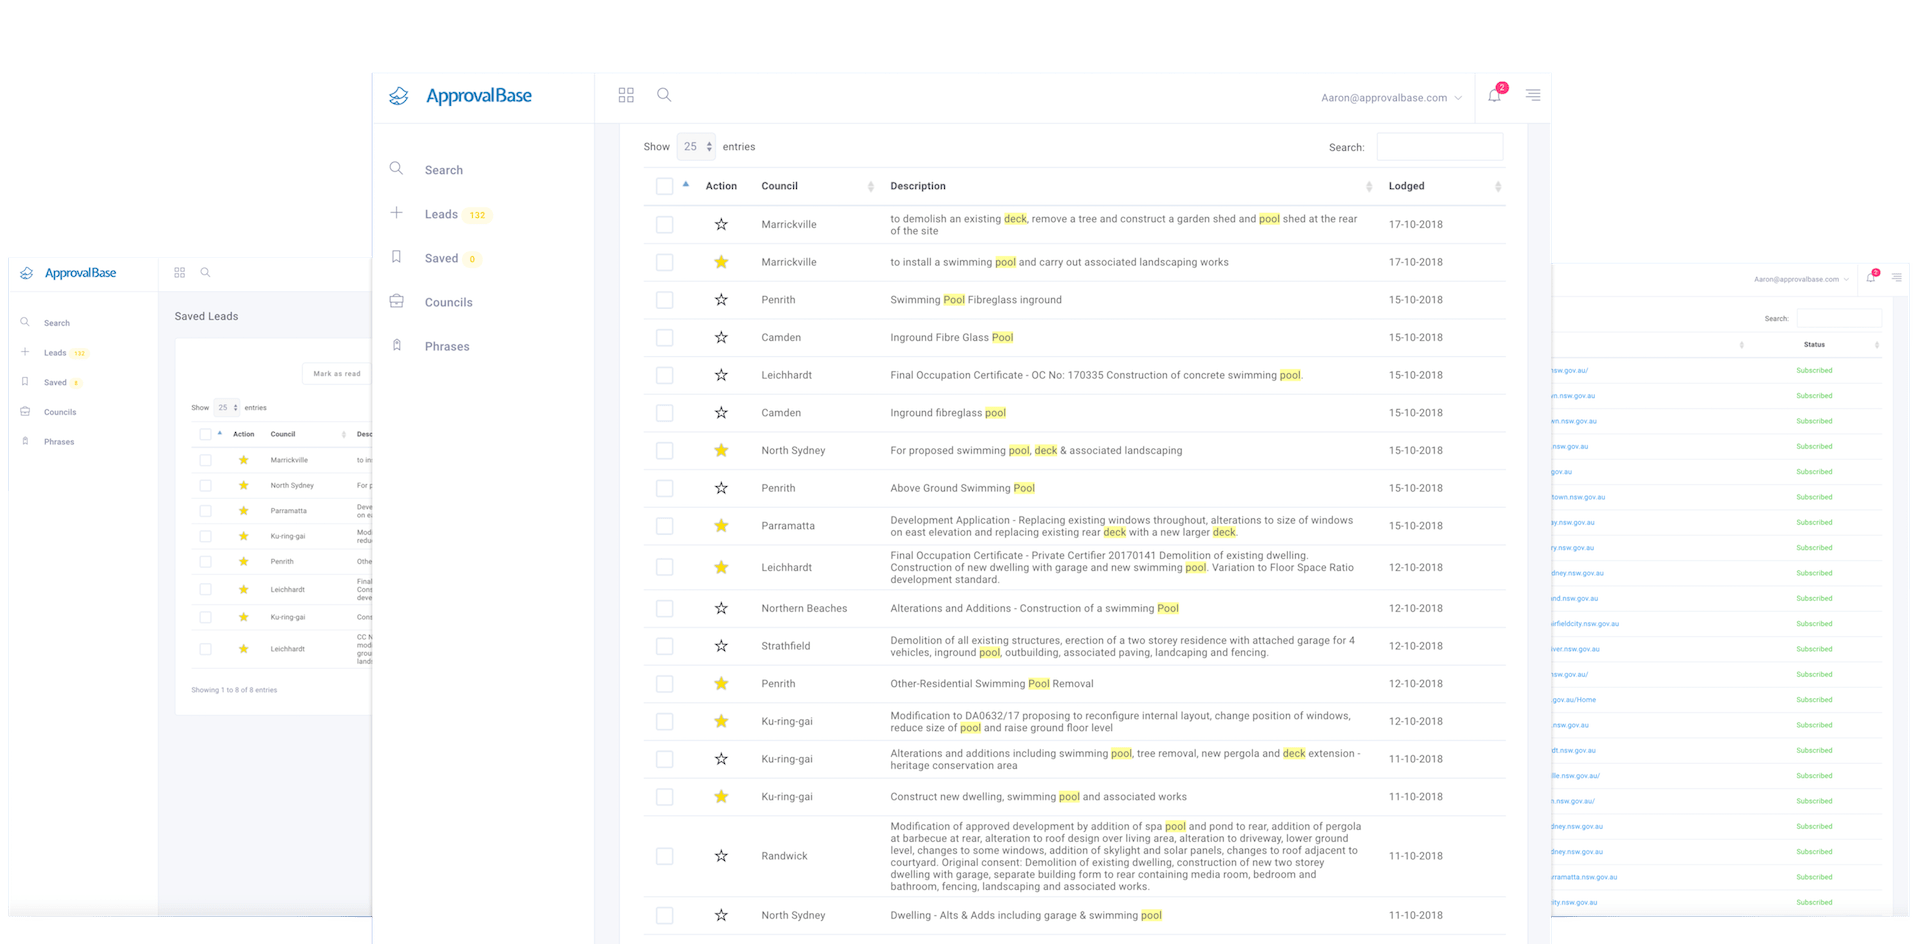 ApprovalBase
Aaron@approvalbase.com
2
Search
Leads 132
Saved 0
Councils
Phrases
Show 25 entries
Search:
Action Council Description Lodged
Marrickville to demolish an existing deck, remove a tree and construct a garden shed and pool shed at the rear 17-10-2018
of the site
Marrickville to install a swimming pool and carry out associated landscaping works 17-10-2018
Penrith Swimming Pool Fibreglass inground 15-10-2018
Camden Inground Fibre Glass Pool 15-10-2018
Leichhardt Final Occupation Certificate - OC No: 170335 Construction of concrete swimming pool. 15-10-2018
Camden Inground fibreglass pool 15-10-2018
North Sydney For proposed swimming pool, deck & associated landscaping 15-10-2018
Penrith Above Ground Swimming Pool 15-10-2018
Parramatta Development Application - Replacing existing windows throughout, alterations to size of windows 15-10-2018
on east elevation and replacing existing rear deck with a new larger deck.
Final Occupation Certificate - Private Certifier 20170141 Demolition of existing dwelling.
Leichhardt Construction of new dwelling with garage and new swimming pool. Variation to Floor Space Ratio 12-10-2018
development standard.
Northern Beaches Alterations and Additions - Construction of a swimming Pool 12-10-2018
Strathfield Demolition of all existing structures, erection of a two storey residence with attached garage for 4 12-10-2018
vehicles, inground pool, outbuilding, associated paving, landcaping and fencing.
Penrith Other-Residential Swimming Pool Removal 12-10-2018
Ku-ring-gai Modification to DA0632/17 proposing to reconfigure internal layout, change position of windows, 12-10-2018
reduce size of pool and raise ground floor level
Ku-ring-gai Alterations and additions including swimming pool, tree removal, new pergola and deck extension - 11-10-2018
heritage conservation area
Ku-ring-gai Construct new dwelling, swimming pool and associated works 11-10-2018
Modification of approved development by addition of spa pool and pond to rear, addition of pergola
at barbecue at rear, alteration to roof design over living area, alteration to driveway, lower ground
level, changes to some windows, addition of skylight and solar panels, changes to roof adjacent to
Randwick courtyard. Original consent: Demolition of existing dwelling, construction of new two storey 11-10-2018
dwelling with garage, separate building form to rear containing media room, bedroom and
bathroom, fencing, landscaping and associated works.
North Sydney Dwelling - Alts & Adds including garage & swimming pool 11-10-2018
ApprovalBase
Search
Leads 132
Saved
Councils
Phrases
Saved Leads
Mark as read
Show 25 entries
Action Council Desc
Marrickville to in
North Sydney For p
Parramatta Deve
on ea
Ku-ring-gai Modi
reduc
Penrith Othe
Final
Leichhardt Cons
deve
Ku-ring-gai Cons
CC N
Leichhardt modi
grou
lands
Showing 1 to 8 of 8 entries
Aaron@approvalbase.com
Search:
Status
nsw.gov.au/ Subscribed
vn.nsw.gov.au Subscribed
wn.nsw.gov.au Subscribed
.nsw.gov.au Subscribed
gov.au Subscribed
town.nsw.gov.au Subscribed
ay.nsw.gov.au Subscribed
ry.nsw.gov.au Subscribed
dney.nsw.gov.au Subscribed
and.nsw.gov.au Subscribed
airfieldcity.nsw.gov.au Subscribed
iver.nsw.gov.au Subscribed
nsw.gov.au/ Subscribed
.gov.au/Home Subscribed
.nsw.gov.au Subscribed
dt.nsw.gov.au Subscribed
lle.nsw.gov.au/ Subscribed
n.nsw.gov.au/ Subscribed
dney.nsw.gov.au Subscribed
dney.nsw.gov.au Subscribed
rramatta.nsw.gov.au Subscribed
ity.nsw.gov.au Subscribed